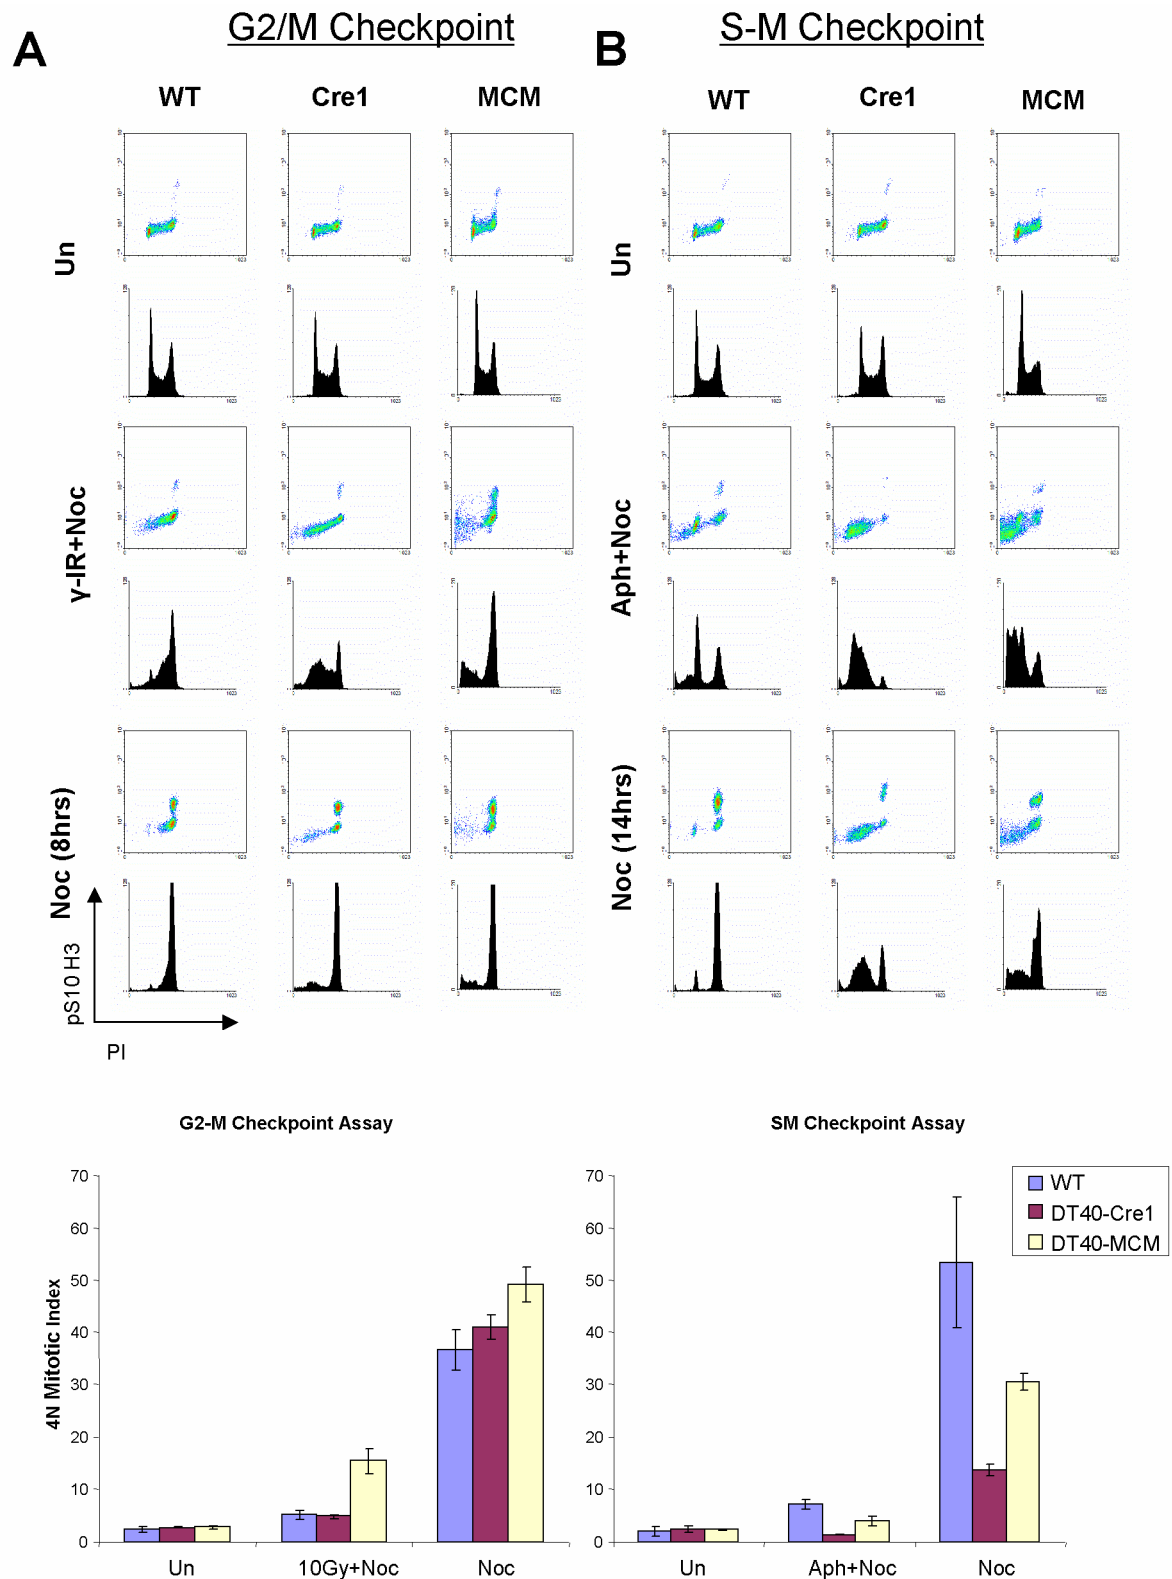 A
G2/M Checkpoint
WT
Cre1
MCM
B
S-M Checkpoint
WT
Cre1
MCM
Un
Un
γ-IR+Noc
Aph+Noc
Noc (8hrs)
Noc (14hrs)
pS10 H3
PI
G2-M Checkpoint Assay
4N Mitotic Index
70
60
50
40
30
20
10
0
Un
10Gy+Noc
Noc
SM Checkpoint Assay
70
60
50
40
30
20
10
0
Un
Aph+Noc
Noc
WT
DT40-Cre1
DT40-MCM